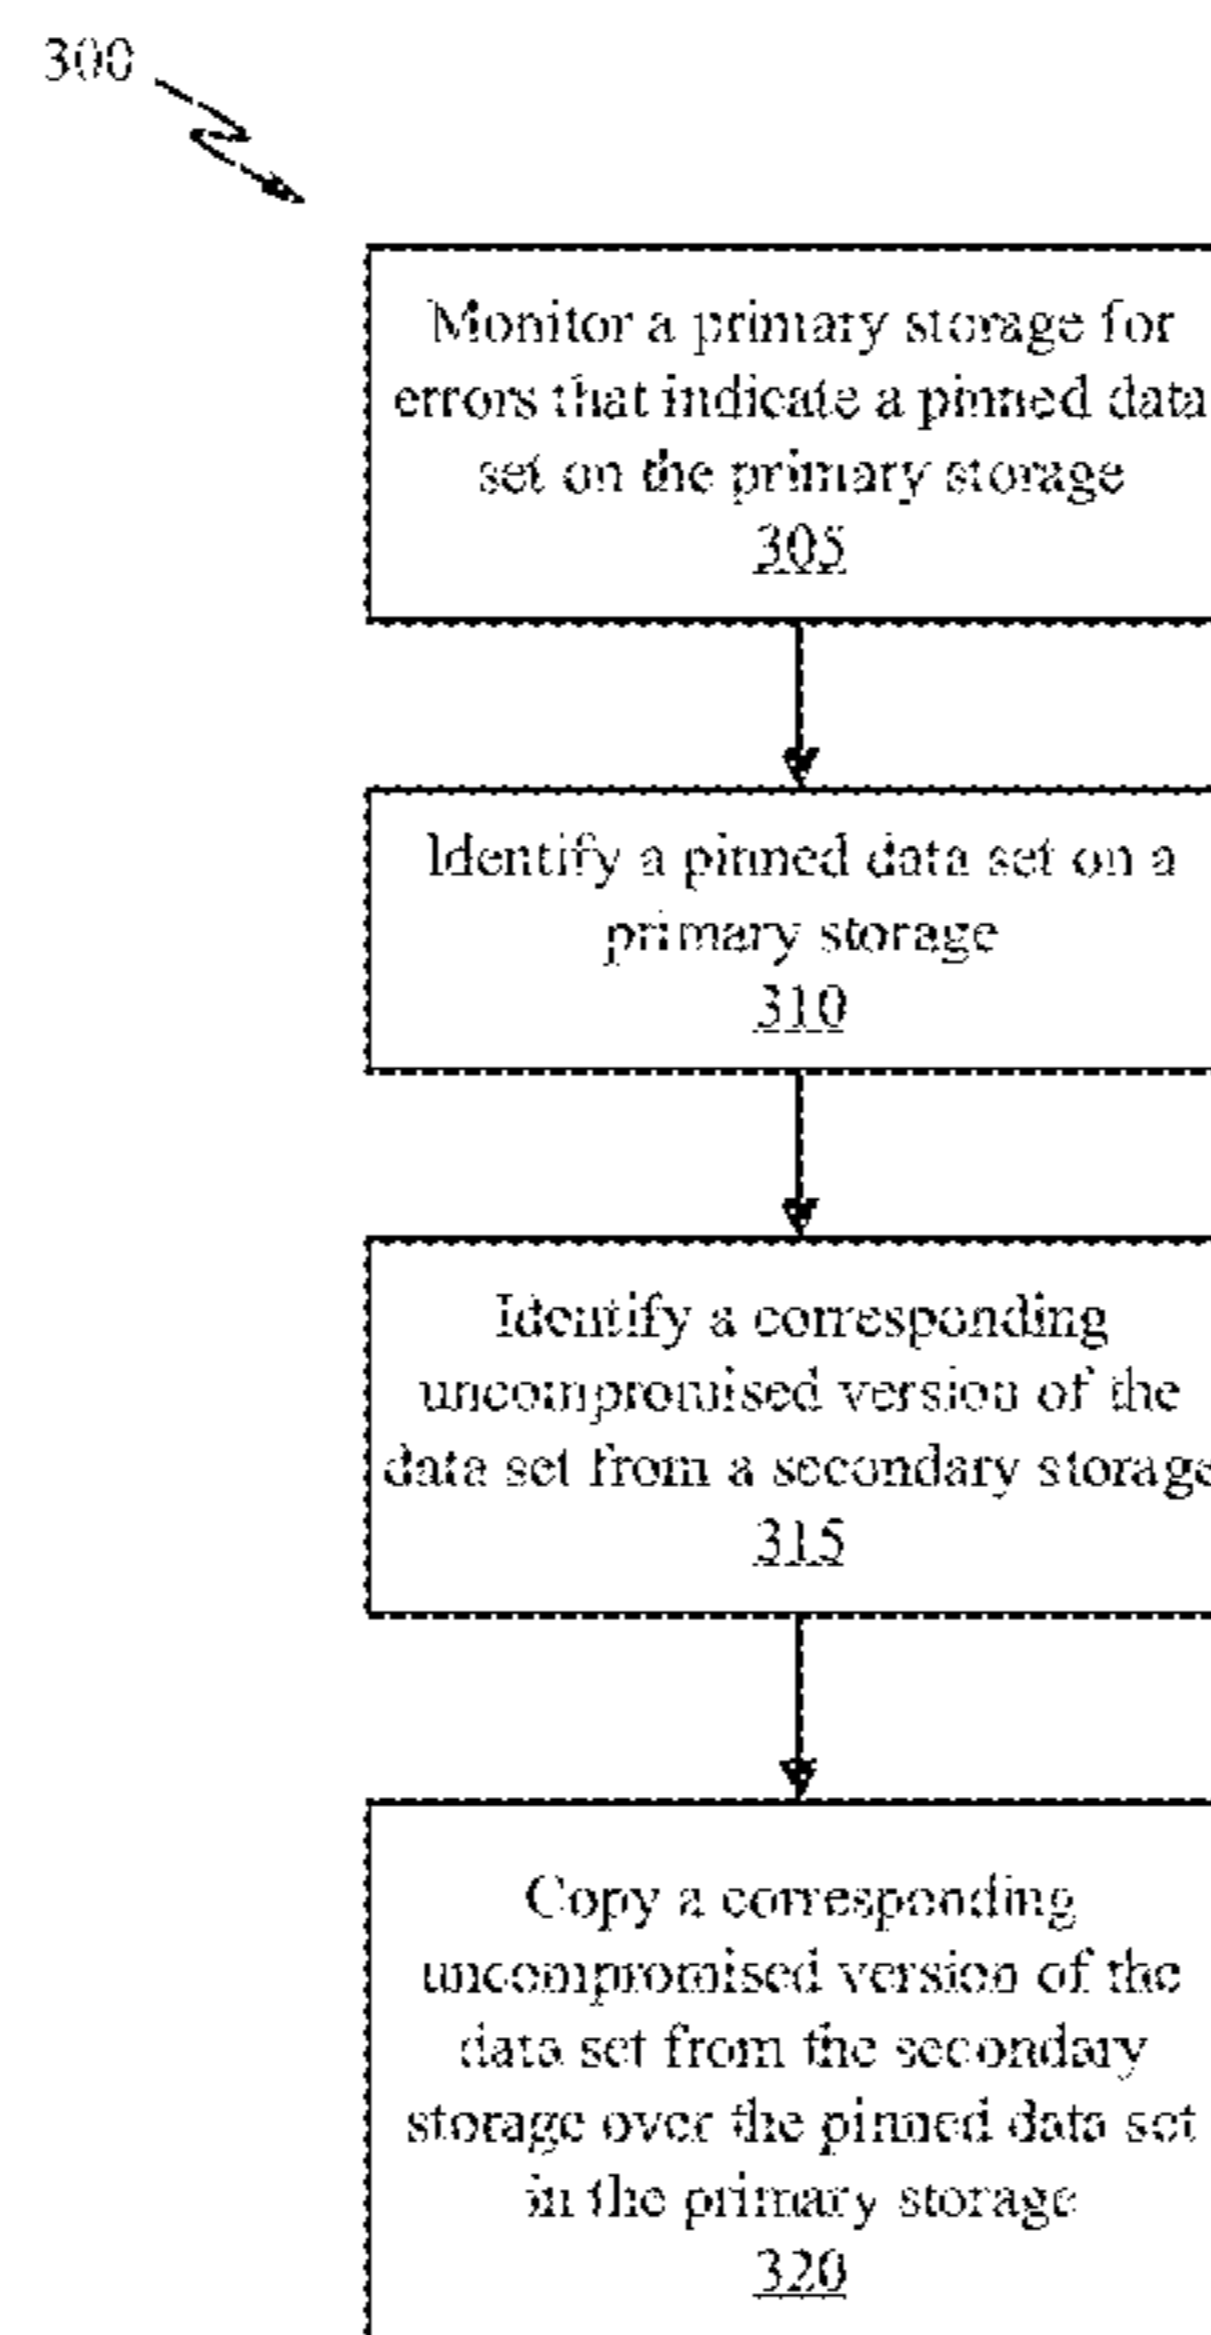 300
Monitor a primary storage for
errors that indicate a pinned data
set on the primary storage
305
Identify a pinned data set on a
primary storage
310
Identify a corresponding
uncompromised version of the
data set from a secondary storage
315
Copy a corresponding
uncompromised version of the
data set from the secondary
storage over the pinned data set
in the primary storage
320